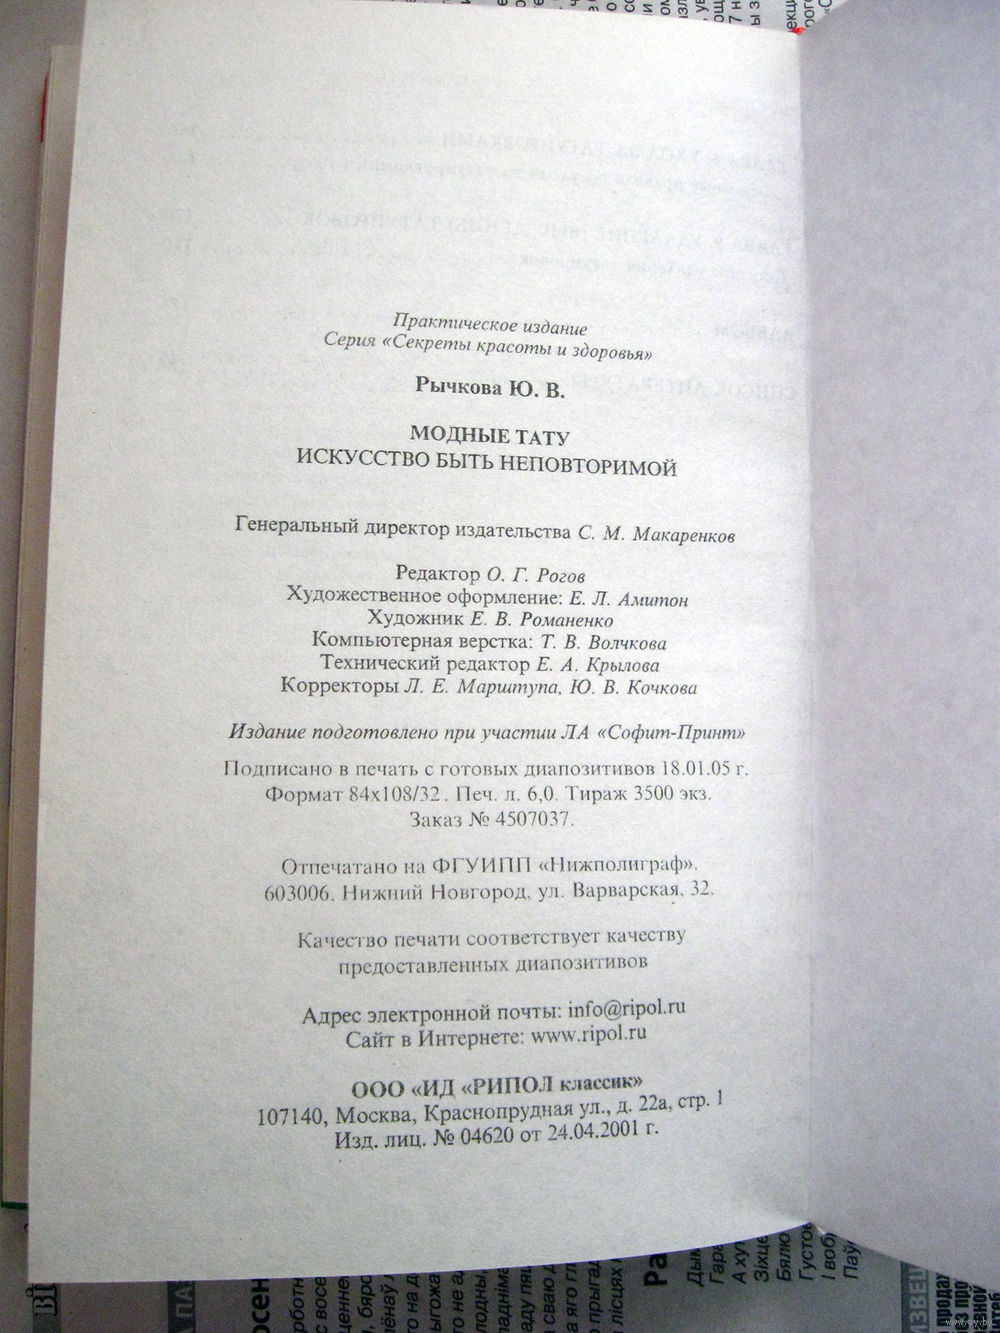 Практическое издание
Серия «Секреты красоты и здоровья»
Рычкова Ю. В.
МОДНЫЕ ТАТУ
ИСКУССТВО БЫТЬ НЕПОВТОРИМОЙ
Генеральный директор издательства С. М. Макаренков
Редактор О. Г. Рогов
Художественное оформление: Е. Л. Амитон
Художник Е. В. Романенко
Компьютерная верстка: Т. В. Волчкова
Технический редактор Е. А. Крылова
Корректоры Л. Е. Марштупа, Ю. В. Кочкова
Издание подготовлено при участии ЛА «Софит-Принт»
Подписано в печать с готовых диапозитивов 18.01.05 г.
Формат 84х108/32. Печ. л. 6,0. Тираж 3500 экз.
Заказ № 4507037.
Отпечатано на ФГУИПП «Нижполиграф».
603006, Нижний Новгород, ул. Варварская, 32.
Качество печати соответствует качеству
предоставленных диапозитивов
Адрес электронной почты: info@ripol.ru
Сайт в Интернете: www.ripol.ru
ООО «ИД «РИПОЛ классик»
107140, Москва, Краснопрудная ул., д. 22а, стр. 1
Изд. лиц. № 04620 от 24.04.2001 г.